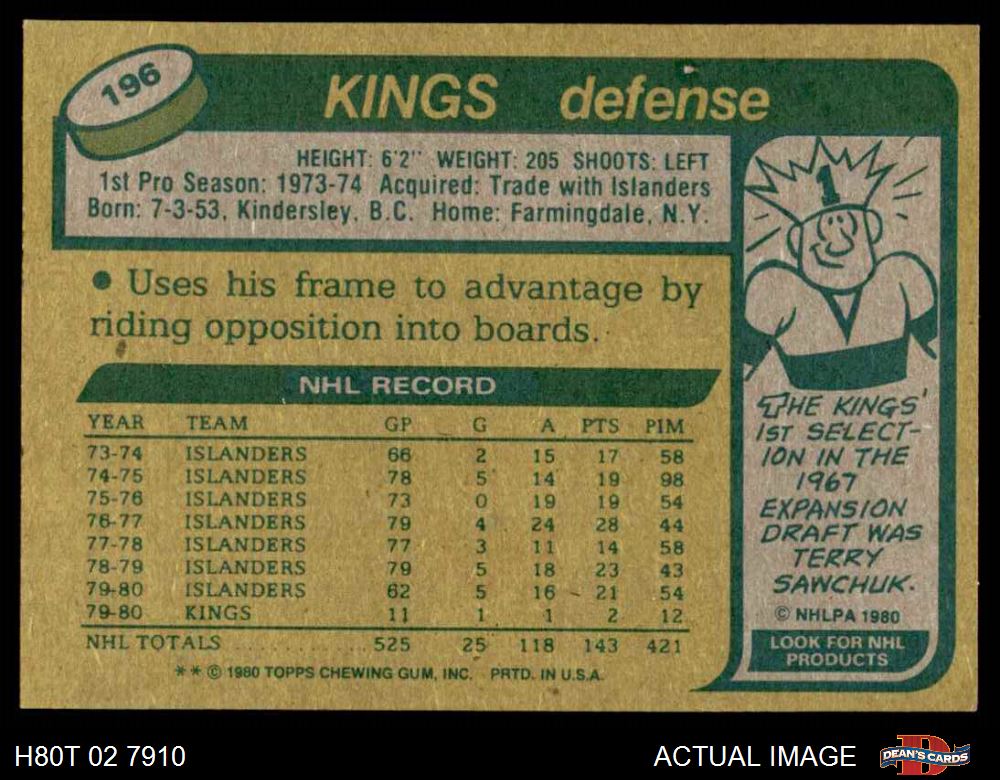 196
KINGS defense
HEIGHT: 6'2" WEIGHT: 205 SHOOTS: LEFT
1st Pro Season: 1973-74 Acquired: Trade with Islanders
Born: 7-3-53, Kindersley, B.C. Home: Farmingdale, N.Y.
• Uses his frame to advantage by
riding opposition into boards.
NHL RECORD
YEAR TEAM GP G A PTS PIM
73-74 ISLANDERS 66 2 15 17 58
74-75 ISLANDERS 78 5 14 19 98
75-76 ISLANDERS 73 0 19 19 54
76-77 ISLANDERS 79 4 24 28 44
77-78 ISLANDERS 77 3 11 14 58
78-79 ISLANDERS 79 5 18 23 43
79-80 ISLANDERS 62 5 16 21 54
79-80 KINGS 11 1 1 2 12
NHL TOTALS 525 25 118 143 421
** © 1980 TOPPS CHEWING GUM, INC. PRTD. IN U.S.A.
1
THE KINGS'
1ST SELECT-
ION IN THE
1967
EXPANSION
DRAFT WAS
TERRY
SAWCHUK.
© NHLPA 1980
LOOK FOR NHL
PRODUCTS
H80T 02 7910
ACTUAL IMAGE
DEAN'S CARDS